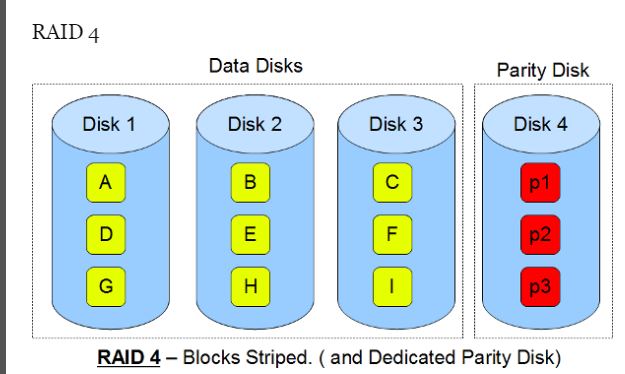 RAID 4
Data Disks
Parity Disk
Disk 1 Disk 2 Disk 3 Disk 4
A B C p1
D E F p2
G H I p3
RAID 4 – Blocks Striped. ( and Dedicated Parity Disk)